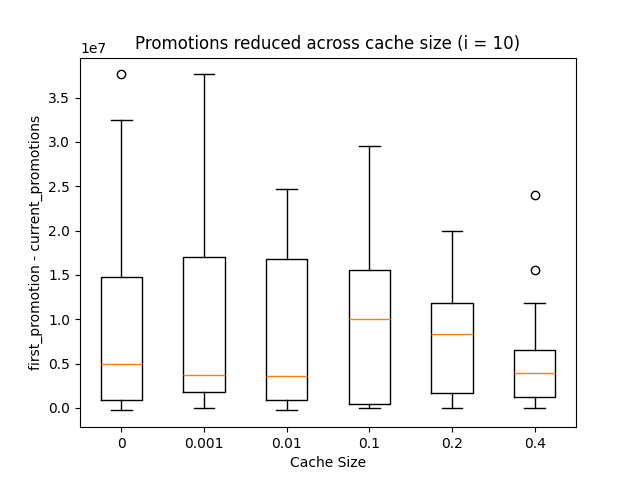 Promotions reduced across cache size (i = 10)
1e7
3.5
3.0
2.5
2.0
1.5
1.0
0.5
0.0
first_promotion - current_promotions
0 0.001 0.01 0.1 0.2 0.4
Cache Size